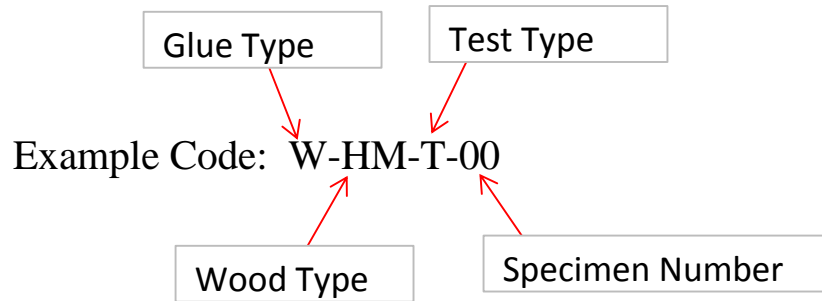 Glue Type
Test Type
Example Code: W-HM-T-00
Wood Type
Specimen Number